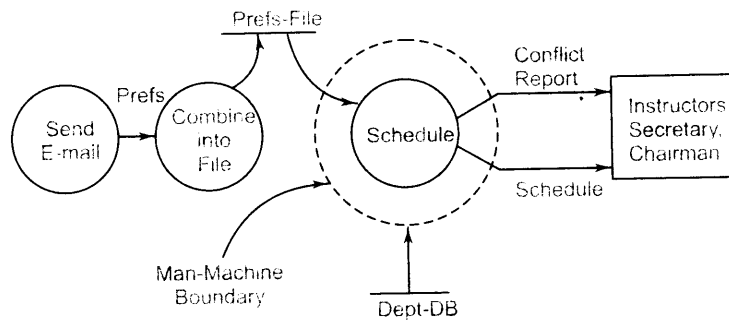 Prefs-File
Conflict
Report
Prefs
Send
E-mail
Combine
into
File
Schedule
Instructors
Secretary,
Chairman
Schedule
Man-Machine
Boundary
Dept-DB